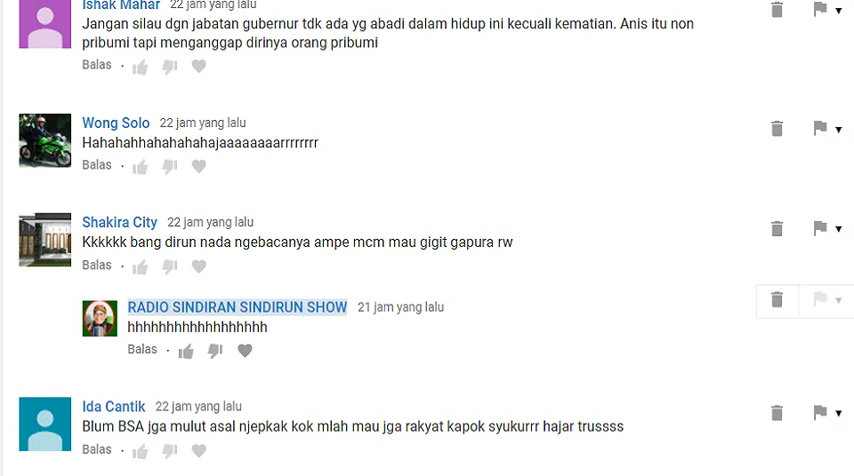 Ishak Mahar 22 jam yang lalu
Jangan silau dgn jabatan gubernur tdk ada yg abadi dalam hidup ini kecuali kematian. Anis itu non
pribumi tapi menganggap dirinya orang pribumi
Balas
Wong Solo 22 jam yang lalu
Hahahahhahahahahajaaaaaaaarrrrrrrr
Balas
Shakira City 22 jam yang lalu
Kkkkkk bang dirun nada ngebacanya ampe mcm mau gigit gapura rw
Balas
RADIO SINDIRAN SINDIRUN SHOW 21 jam yang lalu
hhhhhhhhhhhhhhhhhh
Balas
Ida Cantik 22 jam yang lalu
Blum BSA jga mulut asal njepkak kok mlah mau jga rakyat kapok syukurrr hajar trussss
Balas